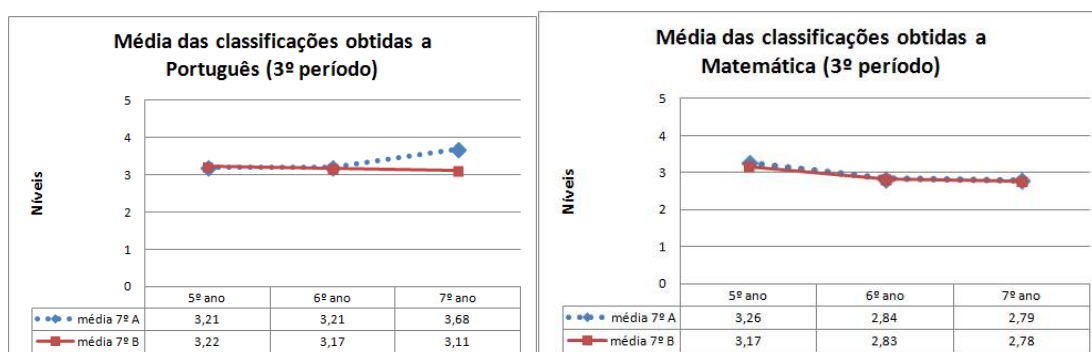 Média das classificações obtidas a
Português (3º período)
5
4
3
2
1
0
Níveis
5º ano 6º ano 7º ano
média 7º A 3,21 3,21 3,68
média 7º B 3,22 3,17 3,11
Média das classificações obtidas a
Matemática (3º período)
5
4
3
2
1
0
Níveis
5º ano 6º ano 7º ano
média 7º A 3,26 2,84 2,79
média 7º B 3,17 2,83 2,78